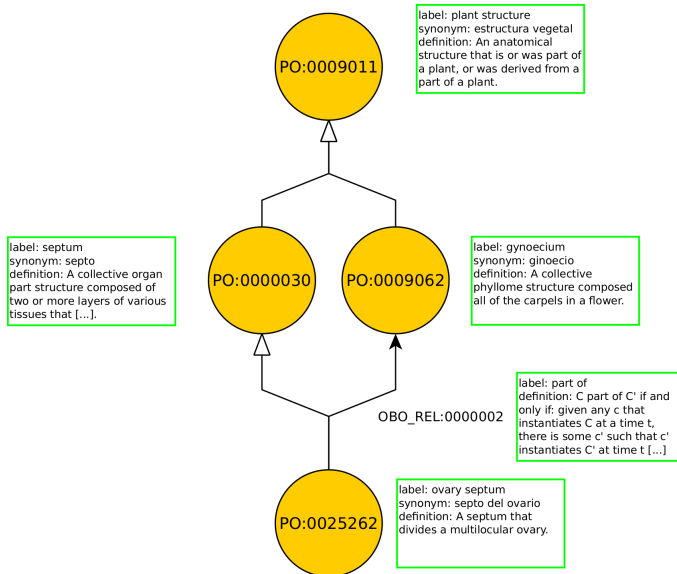 label: plant structure
synonym: estructura vegetal
definition: An anatomical
structure that is or was part of
a plant, or was derived from a
part of a plant.
PO:0009011
label: septum
synonym: septo
definition: A collective organ
part structure composed of
two or more layers of various
tissues that [...].
PO:0000030
PO:0009062
label: gynoecium
synonym: ginoecio
definition: A collective
phyllome structure composed
all of the carpels in a flower.
OBO_REL:0000002
label: part of
definition: C part of C' if and
only if: given any c that
instantiates C at a time t,
there is some c' such that c'
instantiates C' at time t [...]
PO:0025262
label: ovary septum
synonym: septo del ovario
definition: A septum that
divides a multilocular ovary.